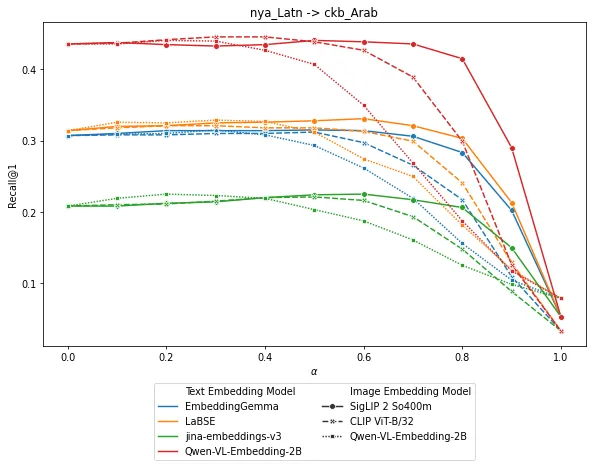 nya_Latn -> ckb_Arab
Recall@1
0.4
0.3
0.2
0.1
0.0 0.2 0.4 0.6 0.8 1.0
α
Text Embedding Model
EmbeddingGemma
LaBSE
jina-embeddings-v3
Qwen-VL-Embedding-2B
Image Embedding Model
SigLIP 2 So400m
CLIP ViT-B/32
Qwen-VL-Embedding-2B